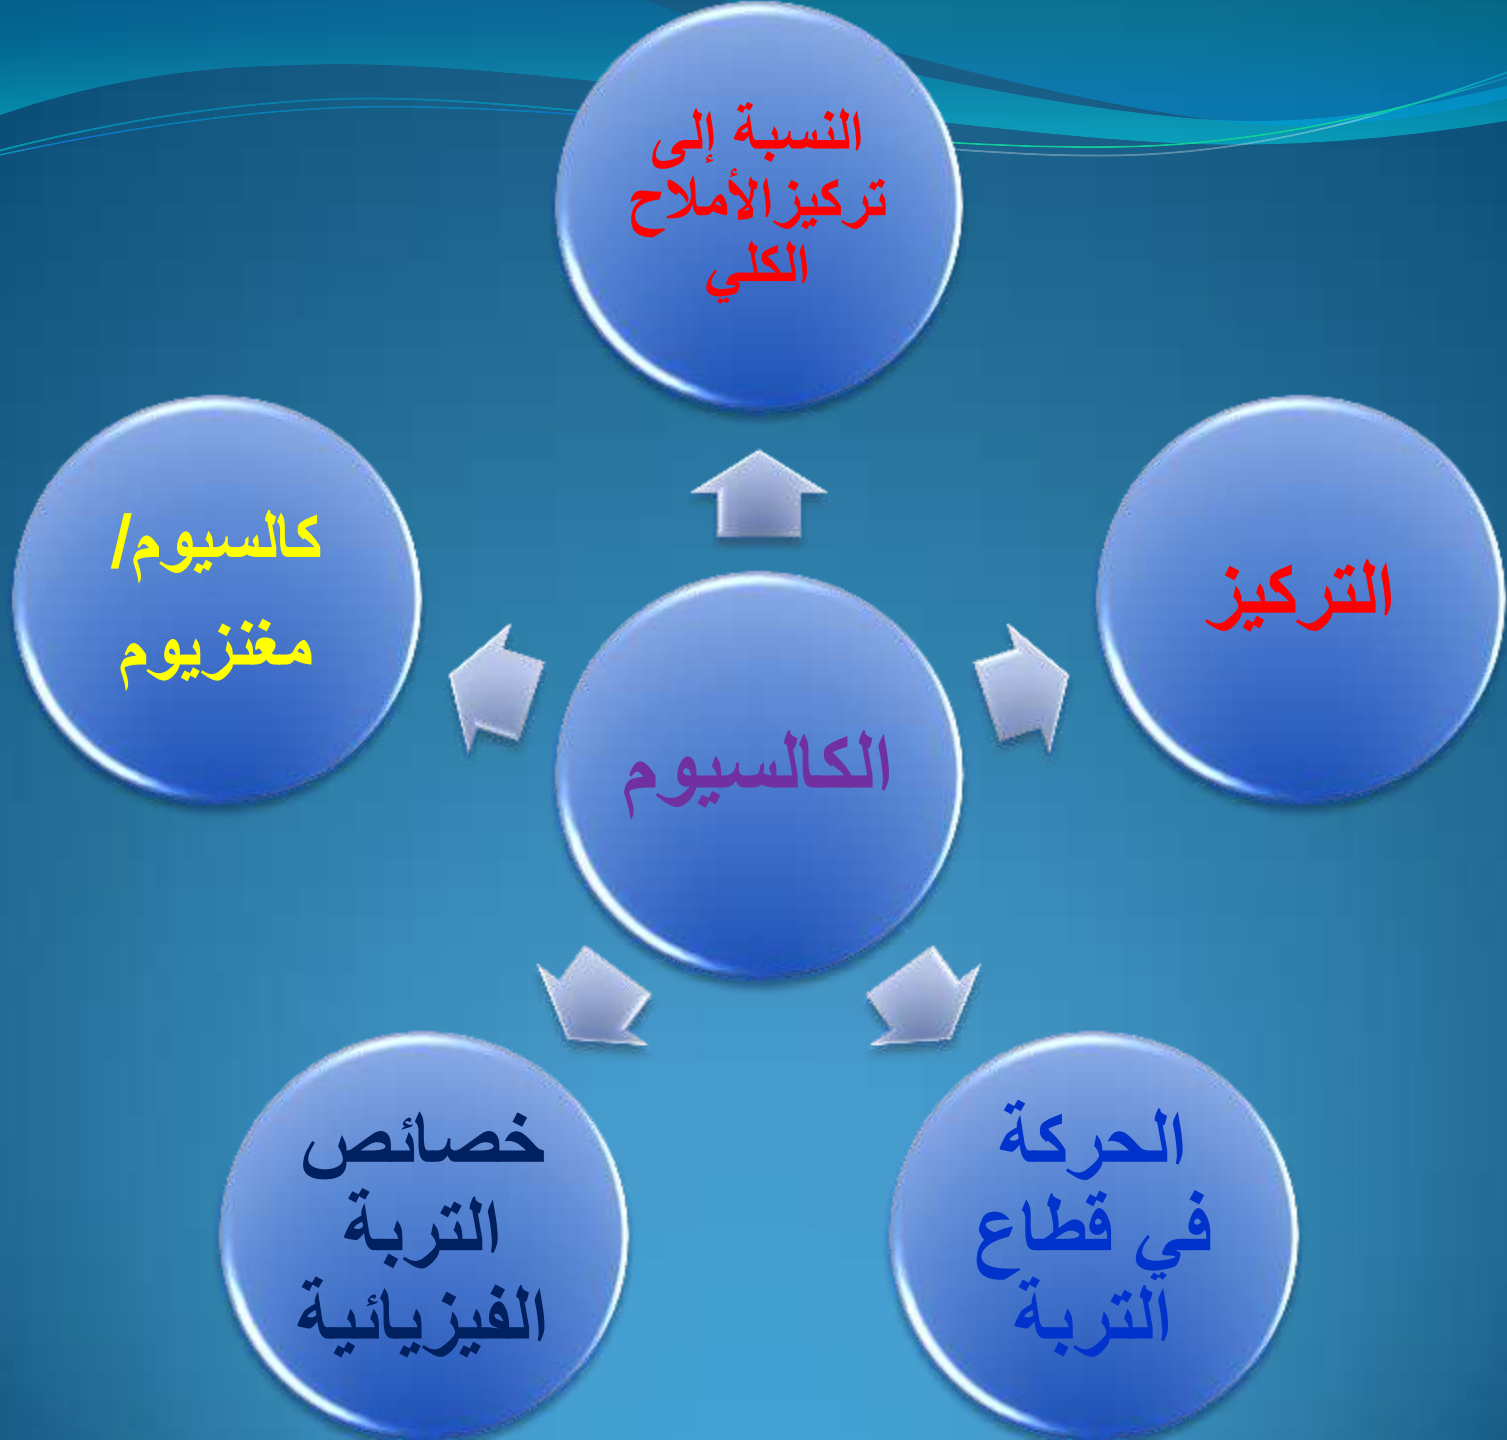 النسبة إلى
تركيزالأملاح
الكلي
التركيز
كالسيوم/
مغنزيوم
الكالسيوم
الحركة
في قطاع
التربة
خصائص
التربة
الفيزيائية